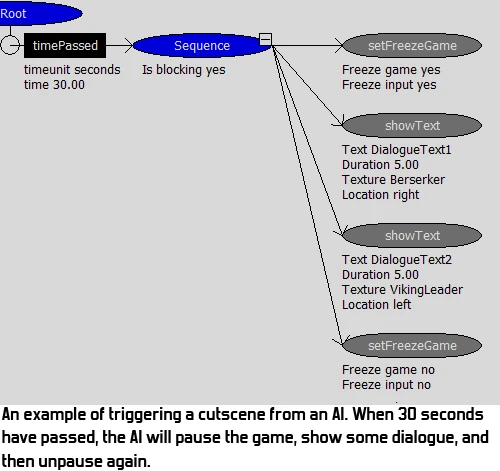 Root
timePassed
timeunit seconds
time 30.00
Sequence
Is blocking yes
setFreezeGame
Freeze game yes
Freeze input yes
showText
Text DialogueText1
Duration 5.00
Texture Berserker
Location right
showText
Text DialogueText2
Duration 5.00
Texture VikingLeader
Location left
setFreezeGame
Freeze game no
Freeze input no
An example of triggering a cutscene from an AI. When 30 seconds
have passed, the AI will pause the game, show some dialogue, and
then unpause again.